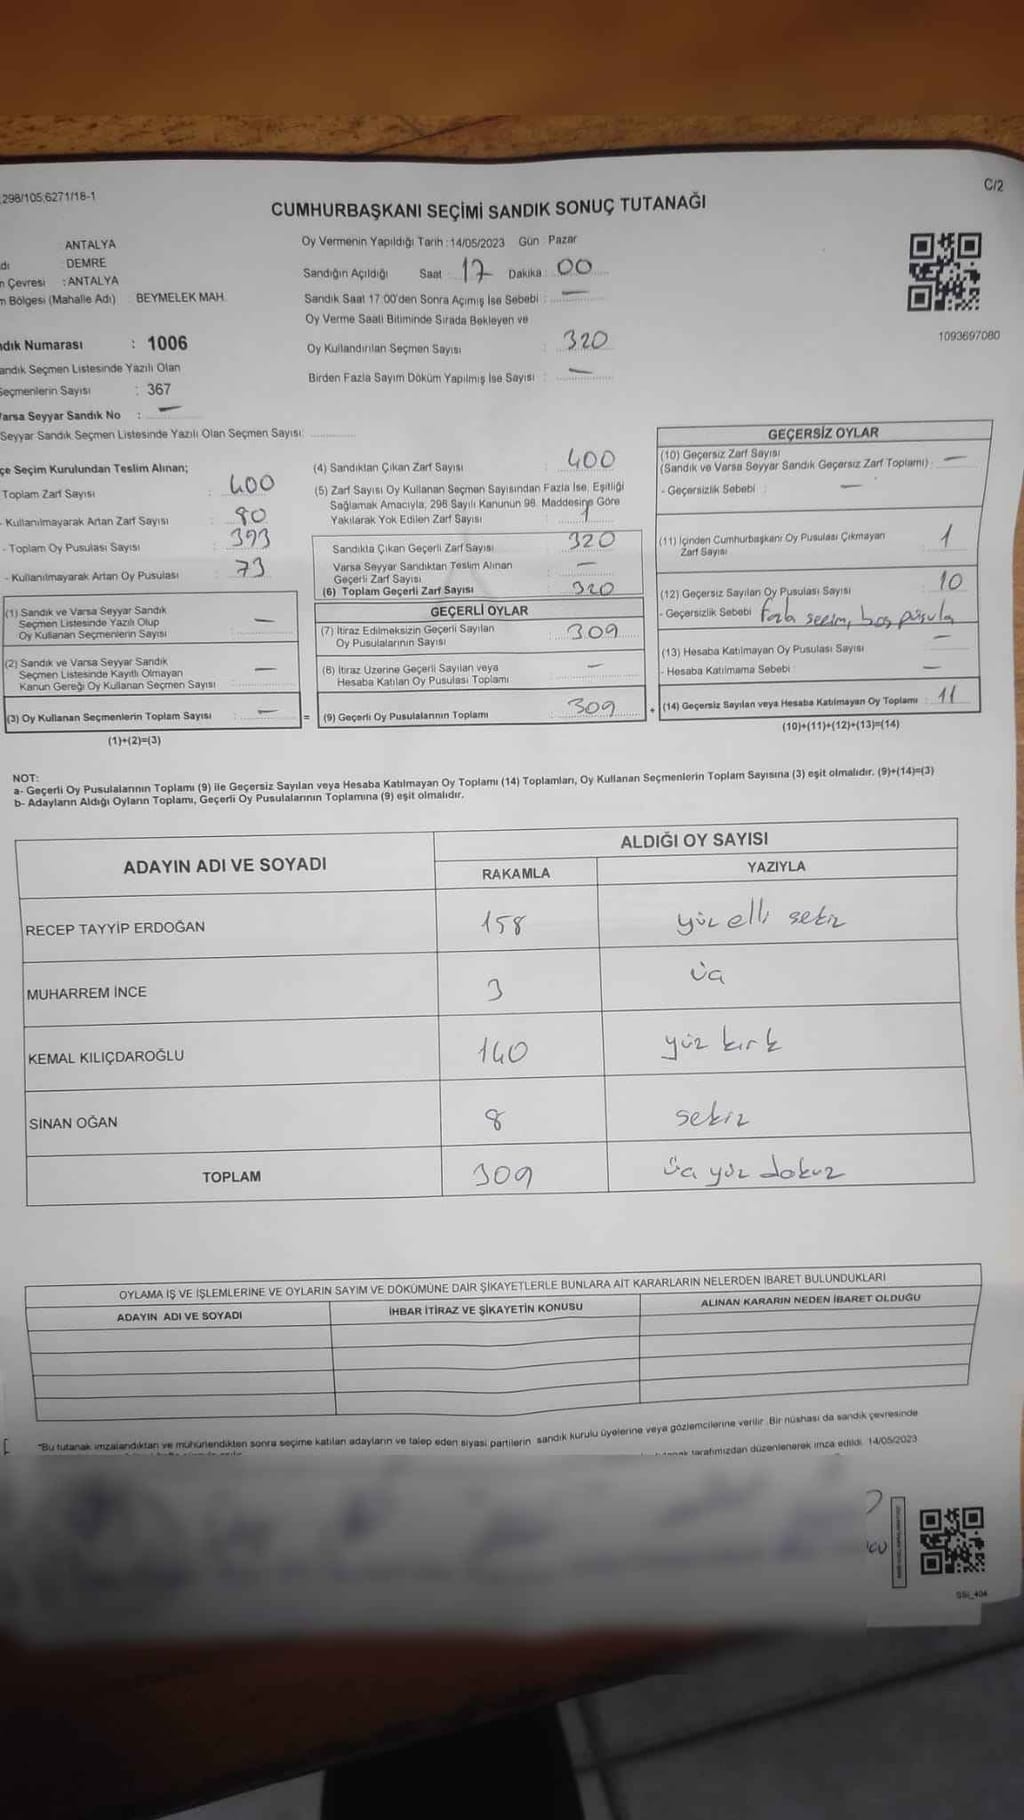 298/105;6271/18-1
C/2
CUMHURBAŞKANI SEÇİMİ SANDIK SONUÇ TUTANAĞI
ANTALYA
DEMRE
Çevresi : ANTALYA
Bölgesi (Mahalle Adı) BEYMELEK MAH.
Numarası : 1006
Seçmen Listesinde Yazılı Olan
Seçmenlerin Sayısı : 367
Varsa Seyyar Sandık No : —
Seyyar Sandık Seçmen Listesinde Yazılı Olan Seçmen Sayısı:
Oy Vermenin Yapıldığı Tarih : 14/05/2023 Gün : Pazar
Sandığın Açıldığı Saat : 17 Dakika : 00
Sandık Saat 17:00'den Sonra Açımış İse Sebebi : —
Oy Verme Saati Bitiminde Sırada Bekleyen ve
Oy Kullandırılan Seçmen Sayısı : 320
Birden Fazla Sayım Döküm Yapılmış İse Sayısı : —
1093697080
Seçim Kurulundan Teslim Alınan;
Toplam Zarf Sayısı : 400
- Kullanılmayarak Artan Zarf Sayısı : 80
- Toplam Oy Pusulası Sayısı : 393
- Kullanılmayarak Artan Oy Pusulası : 73
(1) Sandık ve Varsa Seyyar Sandık
Seçmen Listesinde Yazılı Olup
Oy Kullanan Seçmenlerin Sayısı : —
(2) Sandık ve Varsa Seyyar Sandık
Seçmen Listesinde Kayıtlı Olmayan
Kanun Gereği Oy Kullanan Seçmen Sayısı : —
(3) Oy Kullanan Seçmenlerin Toplam Sayısı : —
(1)+(2)=(3)
(4) Sandıktan Çıkan Zarf Sayısı : 400
(5) Zarf Sayısı Oy Kullanan Seçmen Sayısından Fazla İse, Eşitliği
Sağlamak Amacıyla, 298 Sayılı Kanunun 98. Maddesine Göre
Yakılarak Yok Edilen Zarf Sayısı : 1
Sandıkta Çıkan Geçerli Zarf Sayısı : 320
Varsa Seyyar Sandıktan Teslim Alınan
Geçerli Zarf Sayısı : —
(6) Toplam Geçerli Zarf Sayısı : 320
GEÇERLİ OYLAR
(7) İtiraz Edilmeksizin Geçerli Sayılan
Oy Pusulalarının Sayısı : 309
(8) İtiraz Üzerine Geçerli Sayılan veya
Hesaba Katılan Oy Pusulası Toplamı : —
= (9) Geçerli Oy Pusulalarının Toplamı : 309
GEÇERSİZ OYLAR
(10) Geçersiz Zarf Sayısı
(Sandık ve Varsa Seyyar Sandık Geçersiz Zarf Toplamı) : —
- Geçersizlik Sebebi : —
(11) İçinden Cumhurbaşkanı Oy Pusulası Çıkmayan
Zarf Sayısı : 1
(12) Geçersiz Sayılan Oy Pusulası Sayısı : 10
- Geçersizlik Sebebi : Fazla seçim, boş pusula
(13) Hesaba Katılmayan Oy Pusulası Sayısı : —
- Hesaba Katılmama Sebebi : —
+ (14) Geçersiz Sayılan veya Hesaba Katılmayan Oy Toplamı : 11
(10)+(11)+(12)+(13)=(14)
NOT:
a- Geçerli Oy Pusulalarının Toplamı (9) ile Geçersiz Sayılan veya Hesaba Katılmayan Oy Toplamı (14) Toplamları, Oy Kullanan Seçmenlerin Toplam Sayısına (3) eşit olmalıdır. (9)+(14)=(3)
b- Adayların Aldığı Oyların Toplamı, Geçerli Oy Pusulalarının Toplamına (9) eşit olmalıdır.
ADAYIN ADI VE SOYADI
ALDIĞI OY SAYISI
RAKAMLA YAZIYLA
RECEP TAYYİP ERDOĞAN 158 yüz elli sekiz
MUHARREM İNCE 3 üç
KEMAL KILIÇDAROĞLU 140 yüz kırk
SİNAN OĞAN 8 sekiz
TOPLAM 309 üç yüz dokuz
OYLAMA İŞ VE İŞLEMLERİNE VE OYLARIN SAYIM VE DÖKÜMÜNE DAİR ŞİKAYETLERLE BUNLARA AİT KARARLARIN NELERDEN İBARET BULUNDUKLARI
ADAYIN ADI VE SOYADI İHBAR İTİRAZ VE ŞİKAYETİN KONUSU ALINAN KARARIN NEDEN İBARET OLDUĞU
"Bu tutanak imzalandıktan ve mühürlendikten sonra seçime katılan adayların ve talep eden siyasi partilerin sandık kurulu üyelerine veya gözlemcilerine verilir. Bir nüshası da sandık çevresinde
tarafımızdan düzenlenerek imza edildi. 14/05/2023
SSI_404